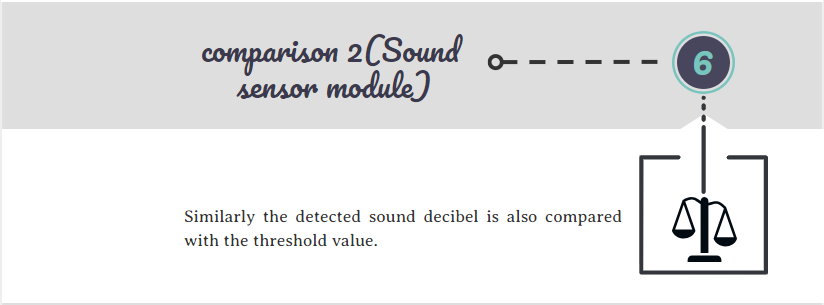 comparison 2(Sound
sensor module)
6
Similarly the detected sound decibel is also compared
with the threshold value.